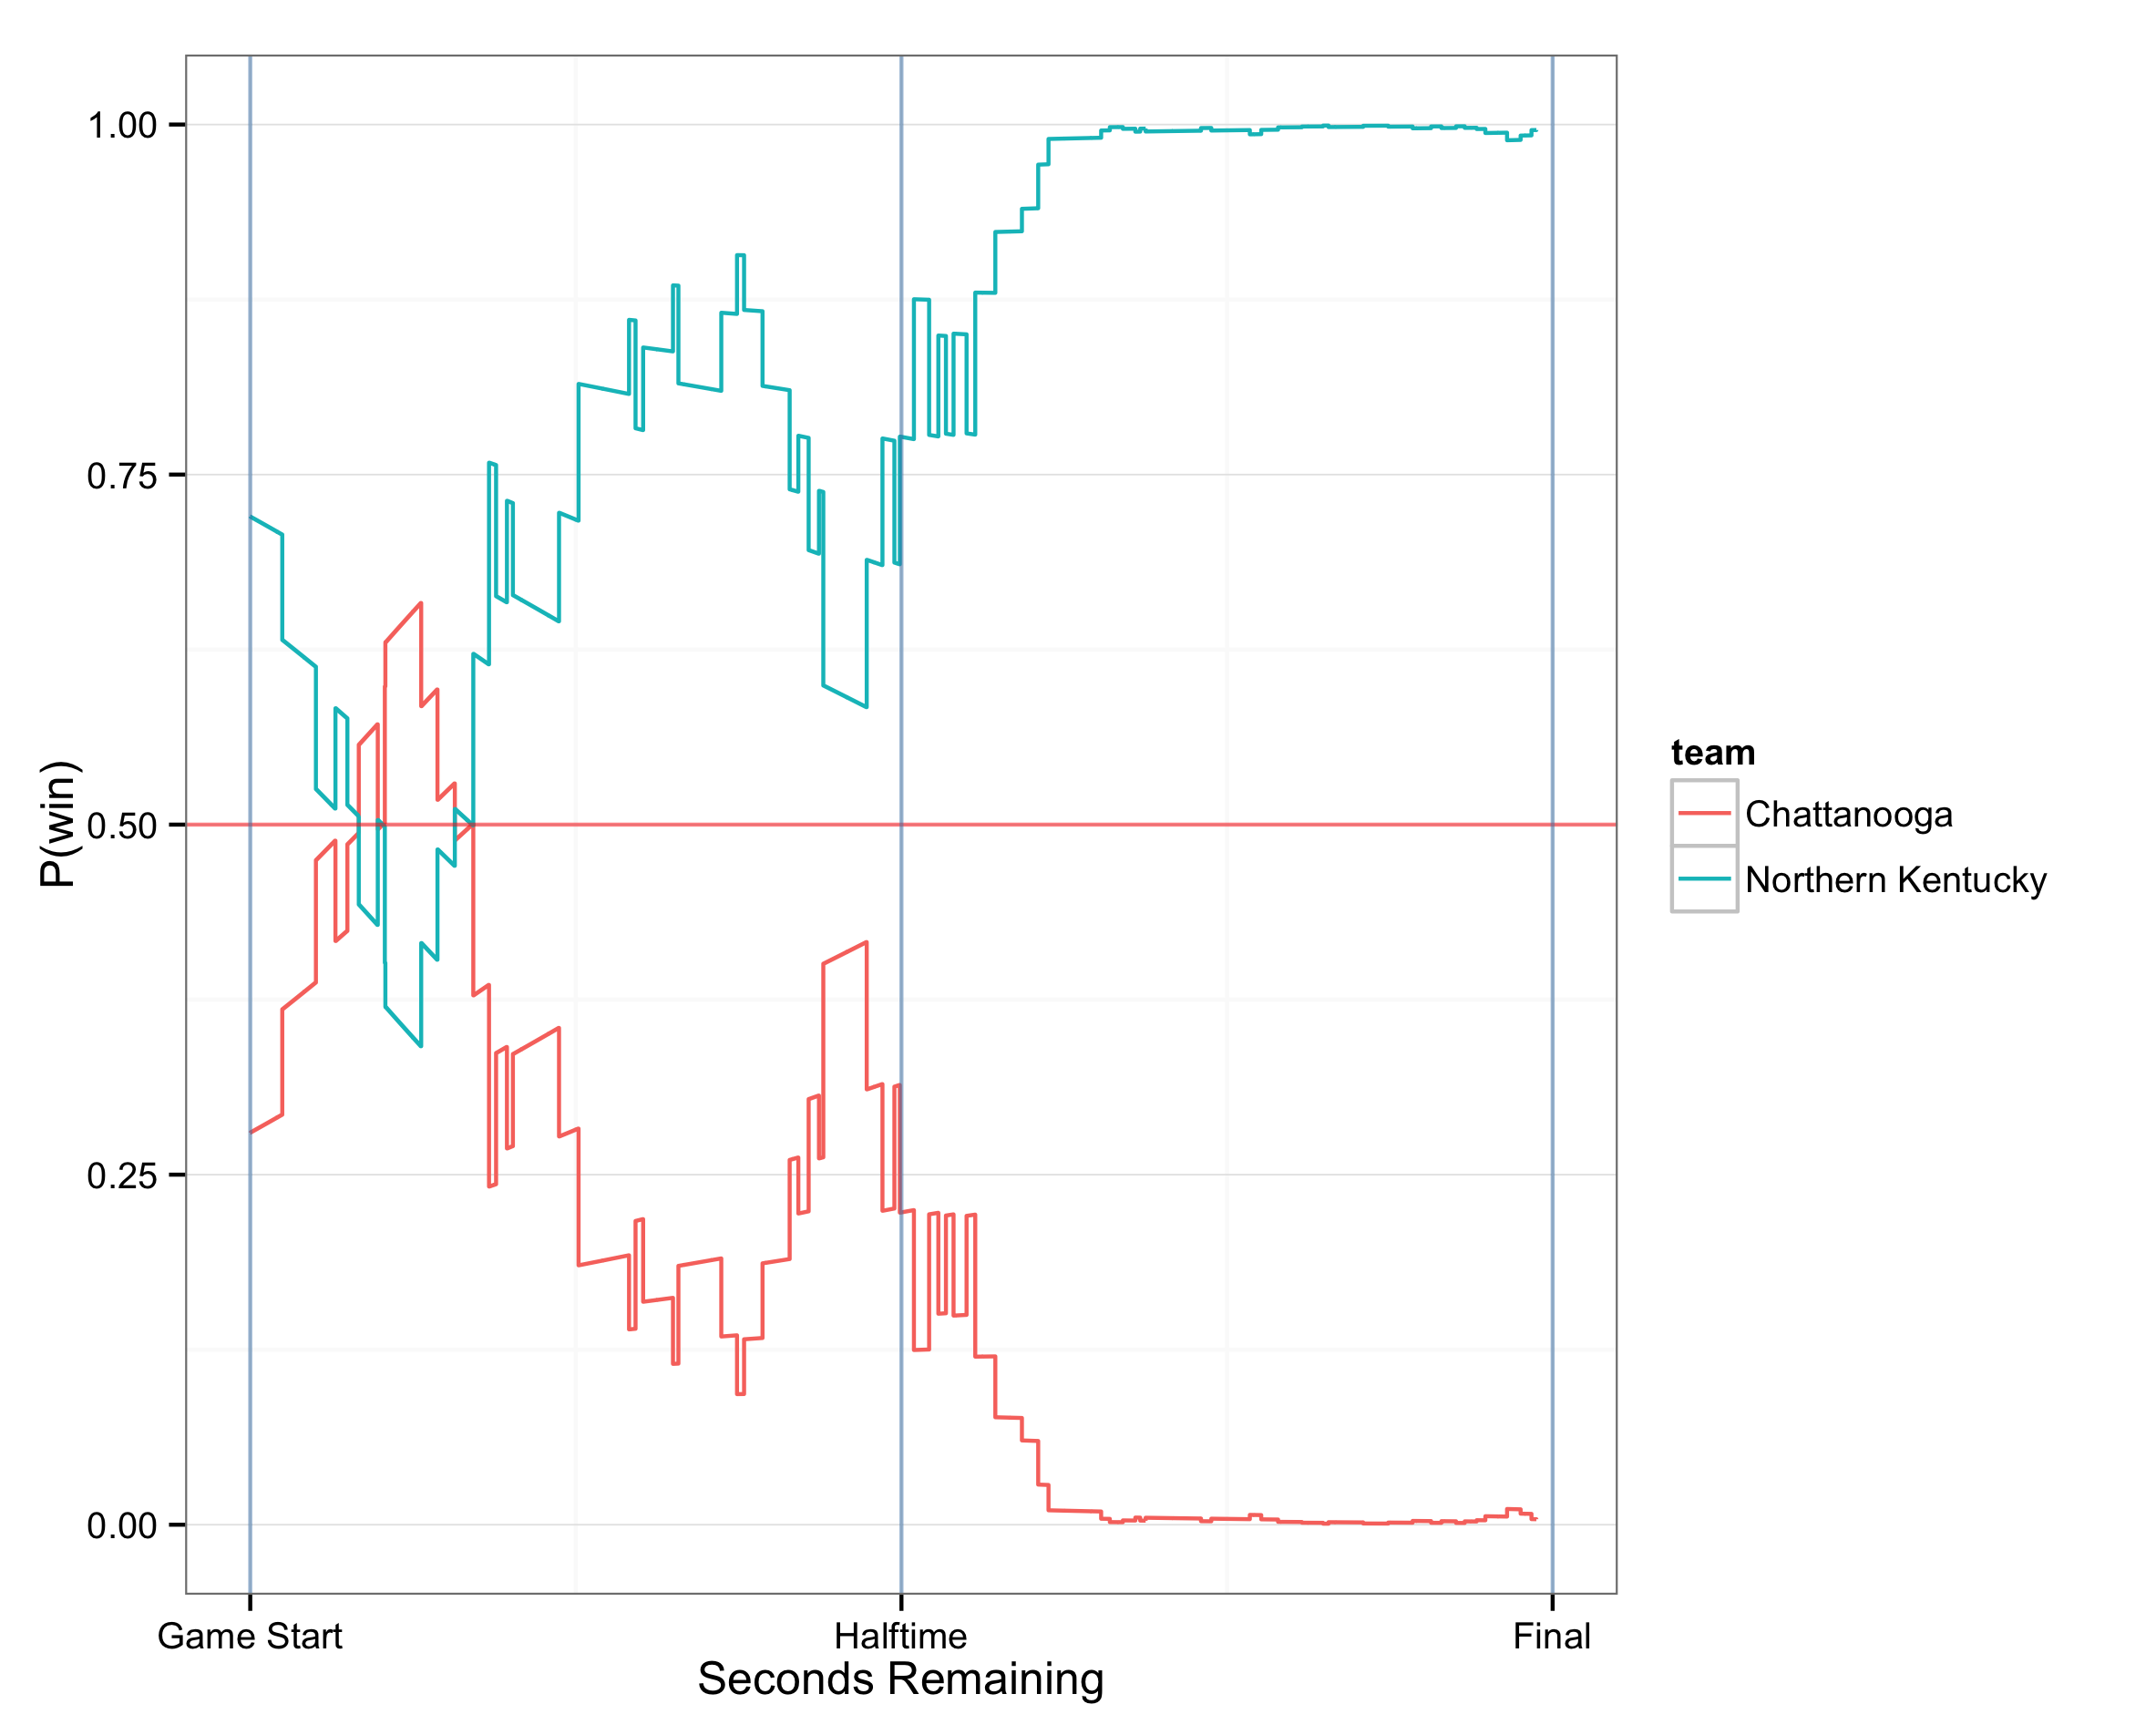 1.00
0.75
0.50
0.25
0.00
P(win)
Game Start
Halftime
Final
Seconds Remaining
team
Chattanooga
Northern Kentucky